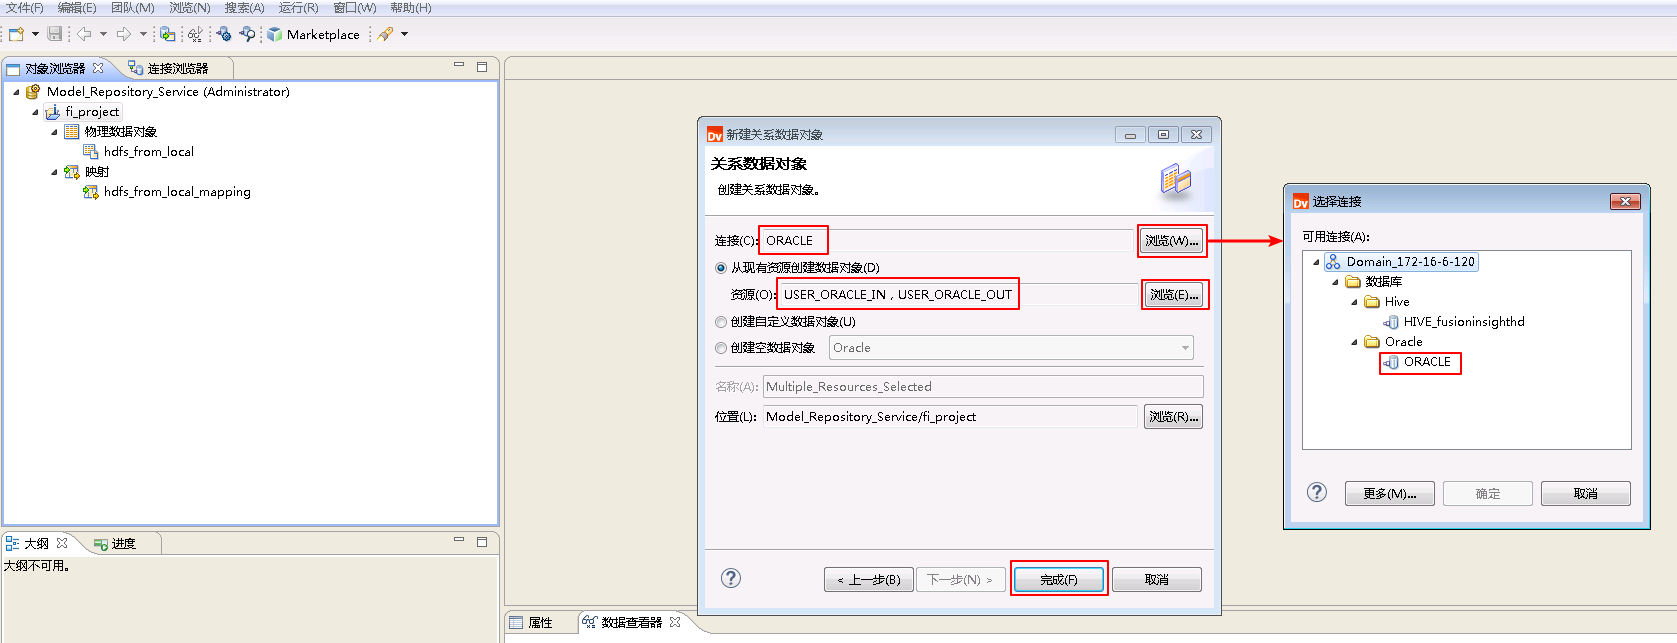 文件(F) 编辑(E) 团队(M) 浏览(N) 搜索(A) 运行(R) 窗口(W) 帮助(H)
Marketplace
对象浏览器 连接浏览器
Model_Repository_Service (Administrator)
fi_project
物理数据对象
hdfs_from_local
映射
hdfs_from_local_mapping
大纲 进度
大纲不可用。
Dv 新建关系数据对象
关系数据对象
创建关系数据对象。
连接(C): ORACLE 浏览(W)...
从现有资源创建数据对象(D)
资源(O): USER_ORACLE_IN , USER_ORACLE_OUT 浏览(E)...
创建自定义数据对象(U)
创建空数据对象 Oracle
名称(A): Multiple_Resources_Selected
位置(L): Model_Repository_Service/fi_project 浏览(R)...
? < 上一步(B) 下一步(N) > 完成(F) 取消
Dv 选择连接
可用连接(A):
Domain_172-16-6-120
数据库
Hive
HIVE_fusioninsighthd
Oracle
ORACLE
? 更多(M)... 确定 取消
属性 数据查看器